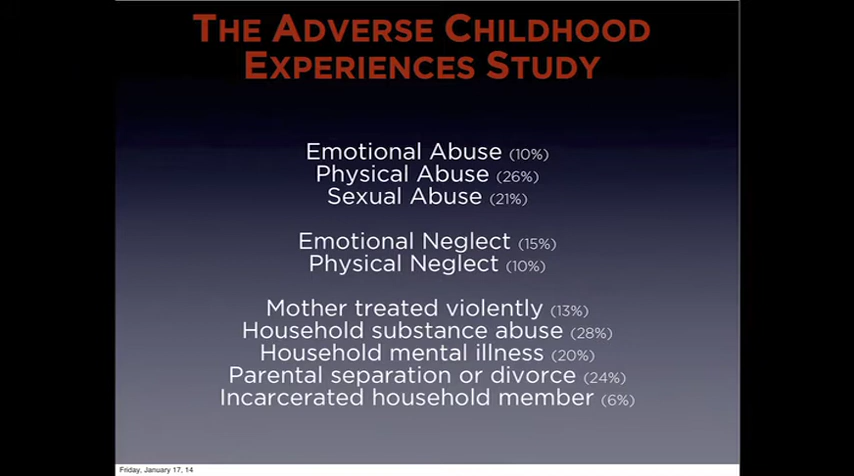 THE ADVERSE CHILDHOOD
EXPERIENCES STUDY
Emotional Abuse (10%)
Physical Abuse (26%)
Sexual Abuse (21%)
Emotional Neglect (15%)
Physical Neglect (10%)
Mother treated violently (13%)
Household substance abuse (28%)
Household mental illness (20%)
Parental separation or divorce (24%)
Incarcerated household member (6%)
Friday, January 17, 14